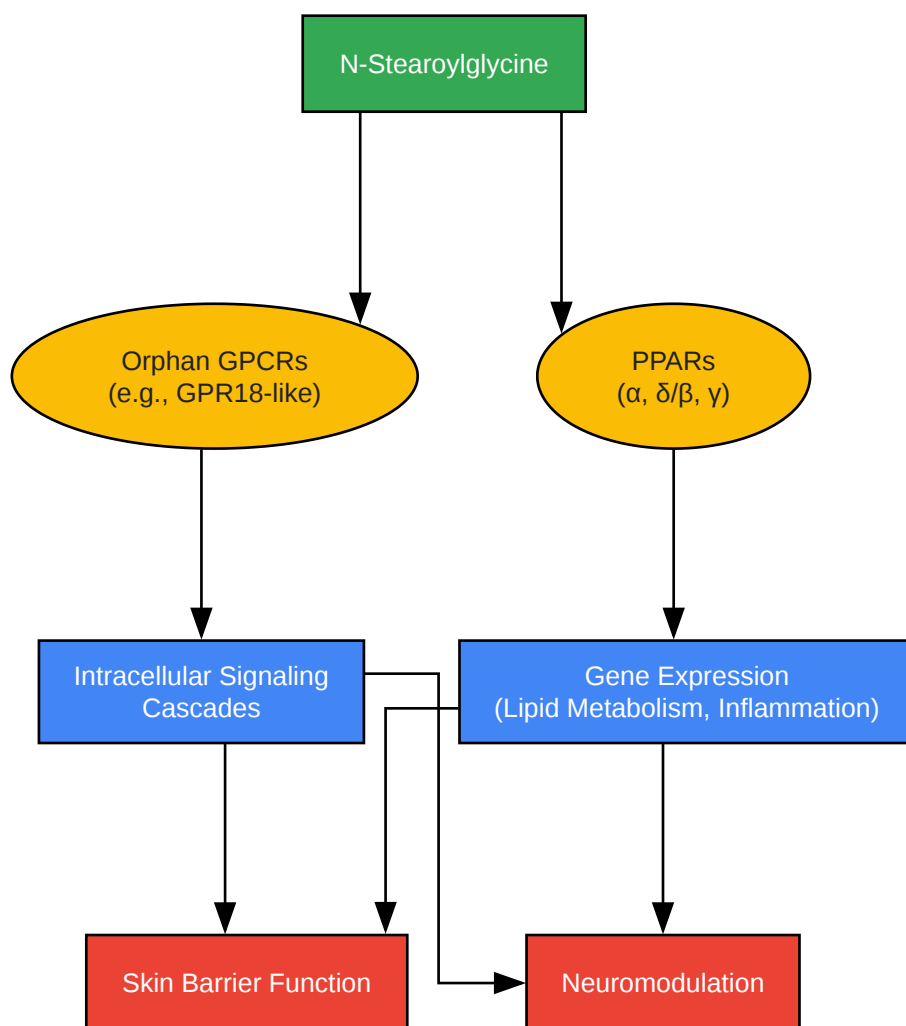 N-Stearoylglycine
Orphan GPCRs
(e.g., GPR18-like)
PPARs
(α, δ/β, γ)
Intracellular Signaling
Cascades
Gene Expression
(Lipid Metabolism, Inflammation)
Skin Barrier Function
Neuromodulation